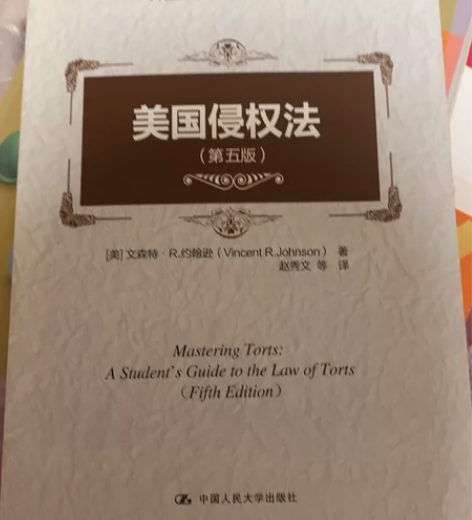 美国侵权法
（第五版）
[美] 文森特·R.约翰逊（Vincent R.Johnson） 著
赵秀文 等 译
Mastering Torts:
A Student's Guide to the Law of Torts
（Fifth Edition）
中国人民大学出版社